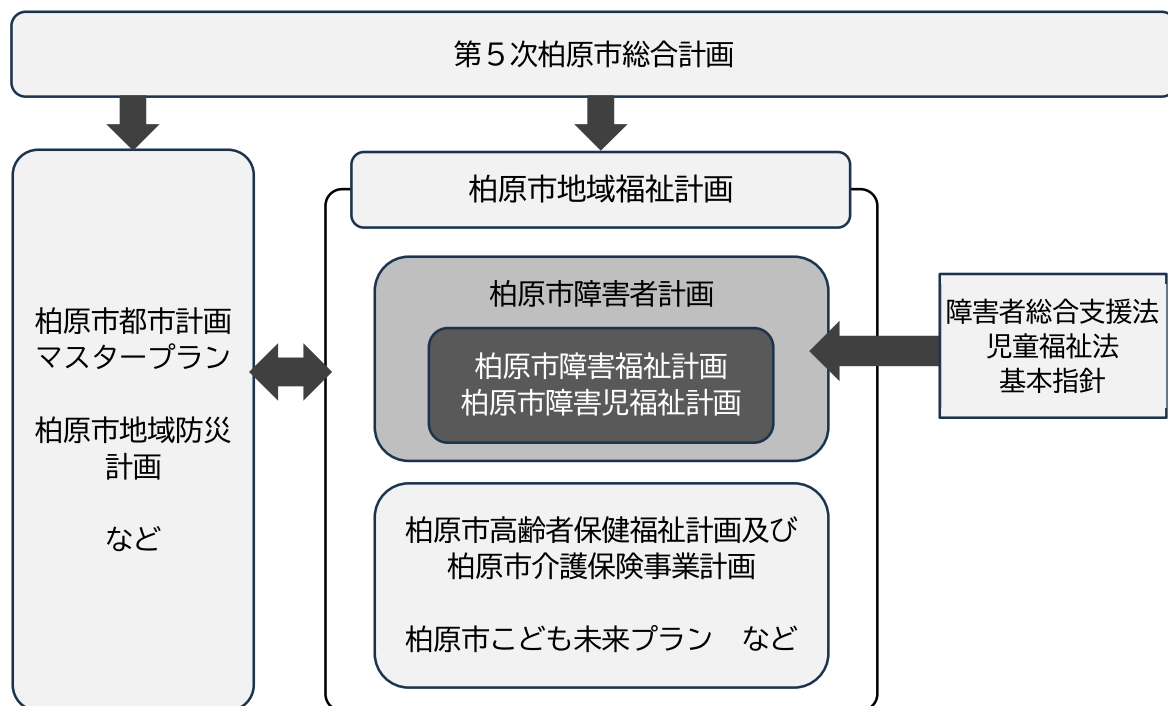 第５次柏原市総合計画
柏原市地域福祉計画
柏原市都市計画
マスタープラン
柏原市地域防災
計画
など
柏原市障害者計画
柏原市障害福祉計画
柏原市障害児福祉計画
障害者総合支援法
児童福祉法
基本指針
柏原市高齢者保健福祉計画及び
柏原市介護保険事業計画
柏原市こども未来プラン　など